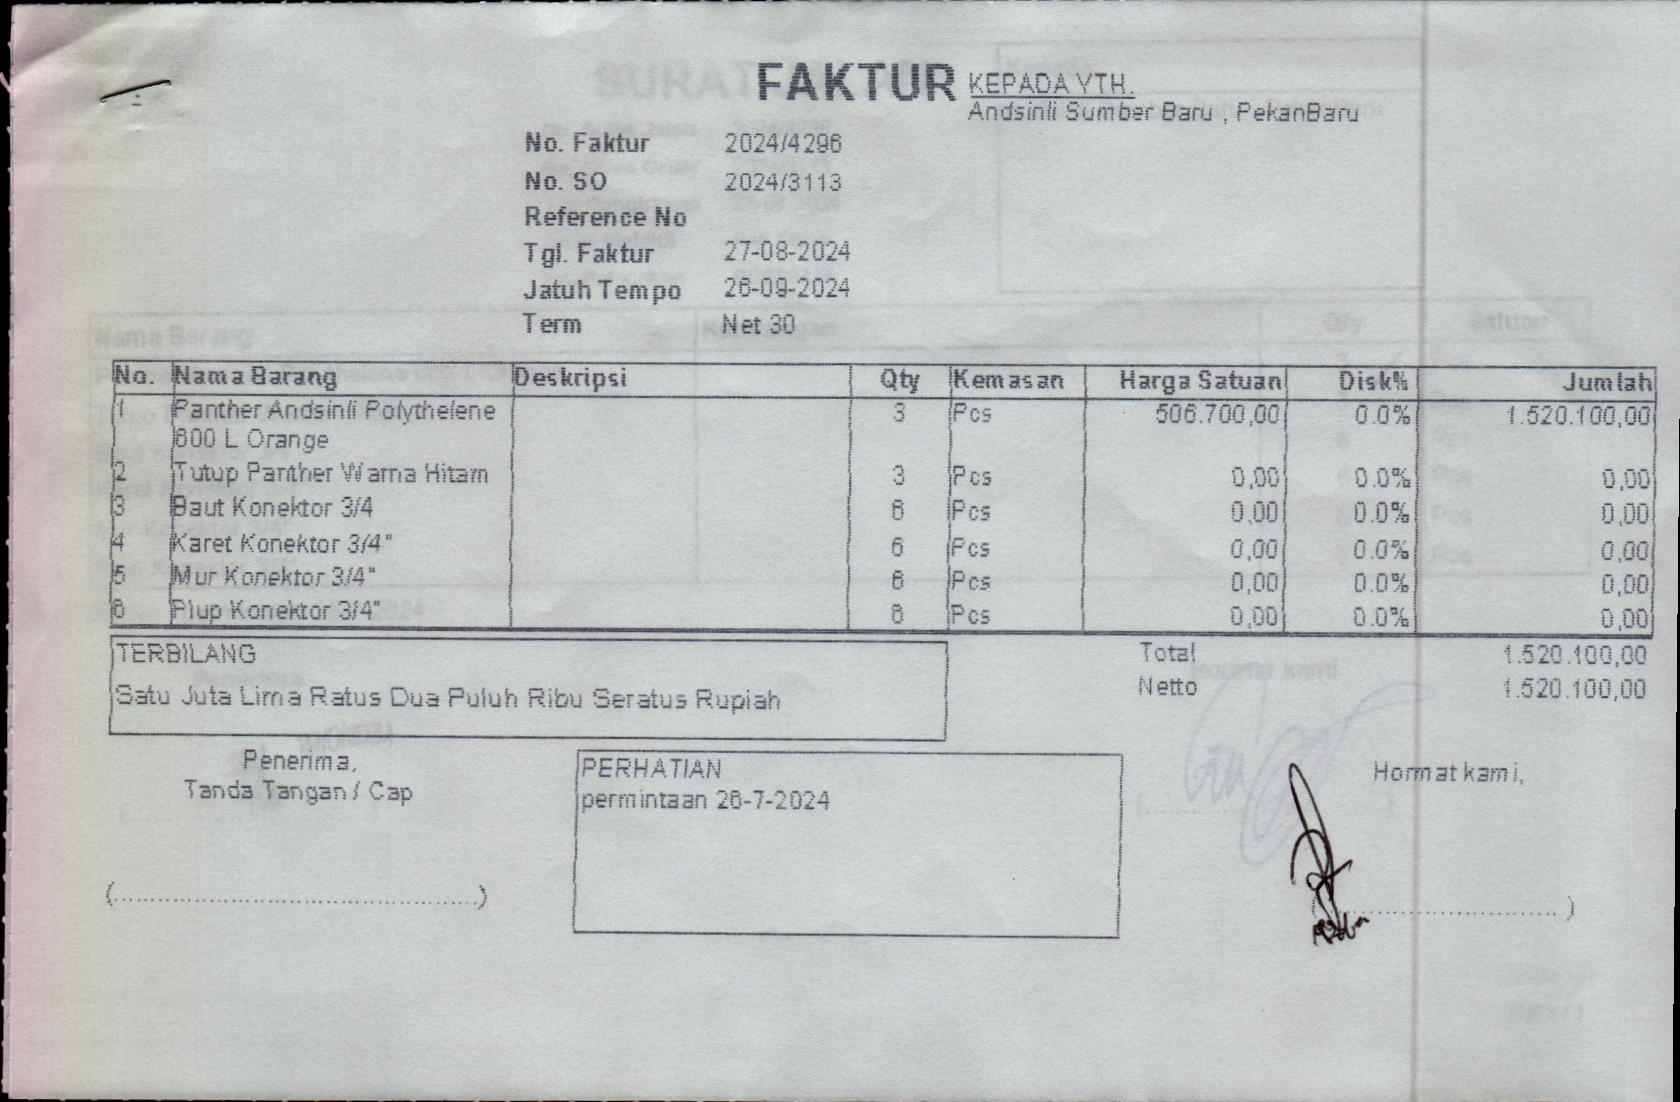 FAKTUR
KEPADA YTH.
Andsinli Sumber Baru , PekanBaru
No. Faktur 2024/4296
No. SO 2024/3113
Reference No
Tgl. Faktur 27-08-2024
Jatuh Tempo 26-09-2024
Term Net 30
No. Nama Barang Deskripsi Qty Kemasan Harga Satuan Disk% Jumlah
1 Panther Andsinli Polythelene 3 Pcs 506.700,00 0.0% 1.520.100,00
600 L Orange
2 Tutup Panther Warna Hitam 3 Pcs 0,00 0.0% 0,00
3 Baut Konektor 3/4 6 Pcs 0,00 0.0% 0,00
4 Karet Konektor 3/4" 6 Pcs 0,00 0.0% 0,00
5 Mur Konektor 3/4" 6 Pcs 0,00 0.0% 0,00
6 Plup Konektor 3/4" 6 Pcs 0,00 0.0% 0,00
TERBILANG
Satu Juta Lima Ratus Dua Puluh Ribu Seratus Rupiah
Total 1.520.100,00
Netto 1.520.100,00
Penerima,
Tanda Tangan / Cap
(...............................................)
PERHATIAN
permintaan 26-7-2024
Hormat kami,
(...............................)